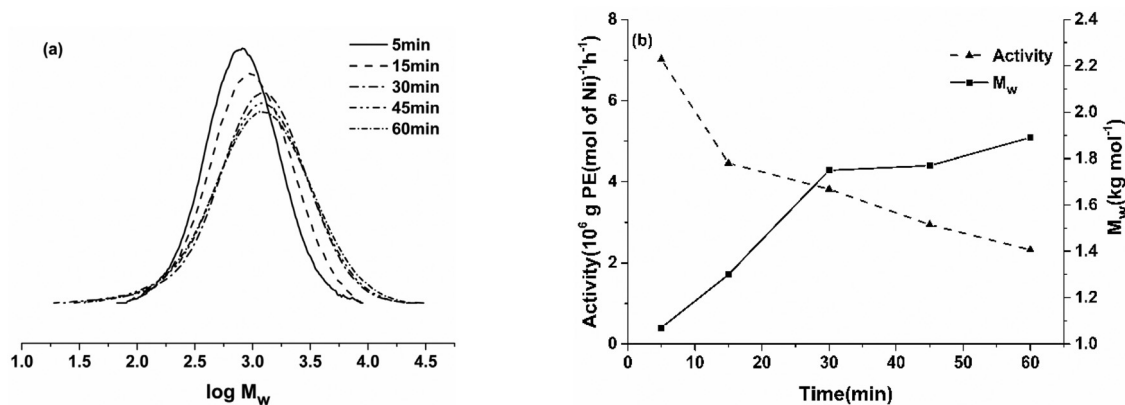 (a)
5min
15min
30min
45min
60min
1.0 1.5 2.0 2.5 3.0 3.5 4.0 4.5
log Mw
(b)
Activity
Mw
8
6
4
2
0
Activity(10⁶ g PE(mol of Ni)⁻¹h⁻¹)
2.4
2.2
2.0
1.8
1.6
1.4
1.2
1.0
Mw(kg mol⁻¹)
0 10 20 30 40 50 60
Time(min)